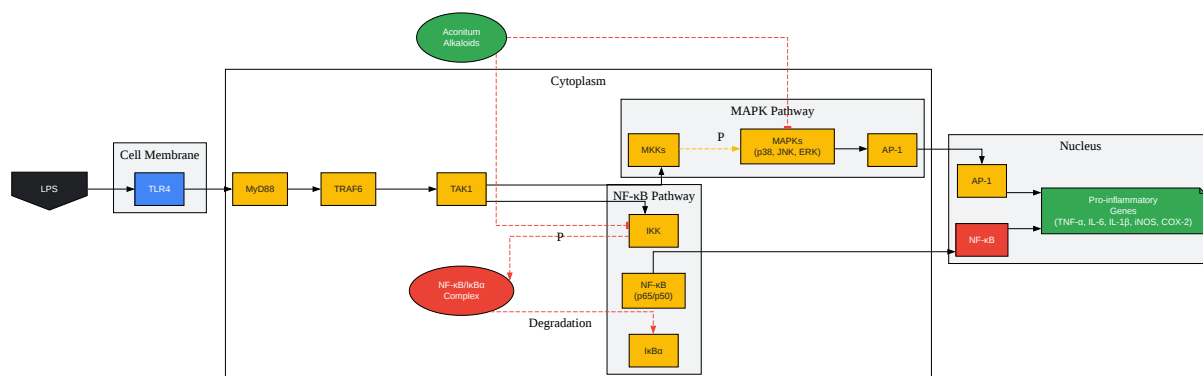 Aconitum
Alkaloids
Cytoplasm
MAPK Pathway
MKKs
P
MAPKs
(p38, JNK, ERK)
AP-1
Cell Membrane
Nucleus
LPS
TLR4
MyD88
TRAF6
TAK1
AP-1
NF-κB Pathway
IKK
P
Pro-inflammatory
Genes
(TNF-α, IL-6, IL-1β, iNOS, COX-2)
NF-κB
NF-κB/IκBα
Complex
NF-κB
(p65/p50)
Degradation
IκBα